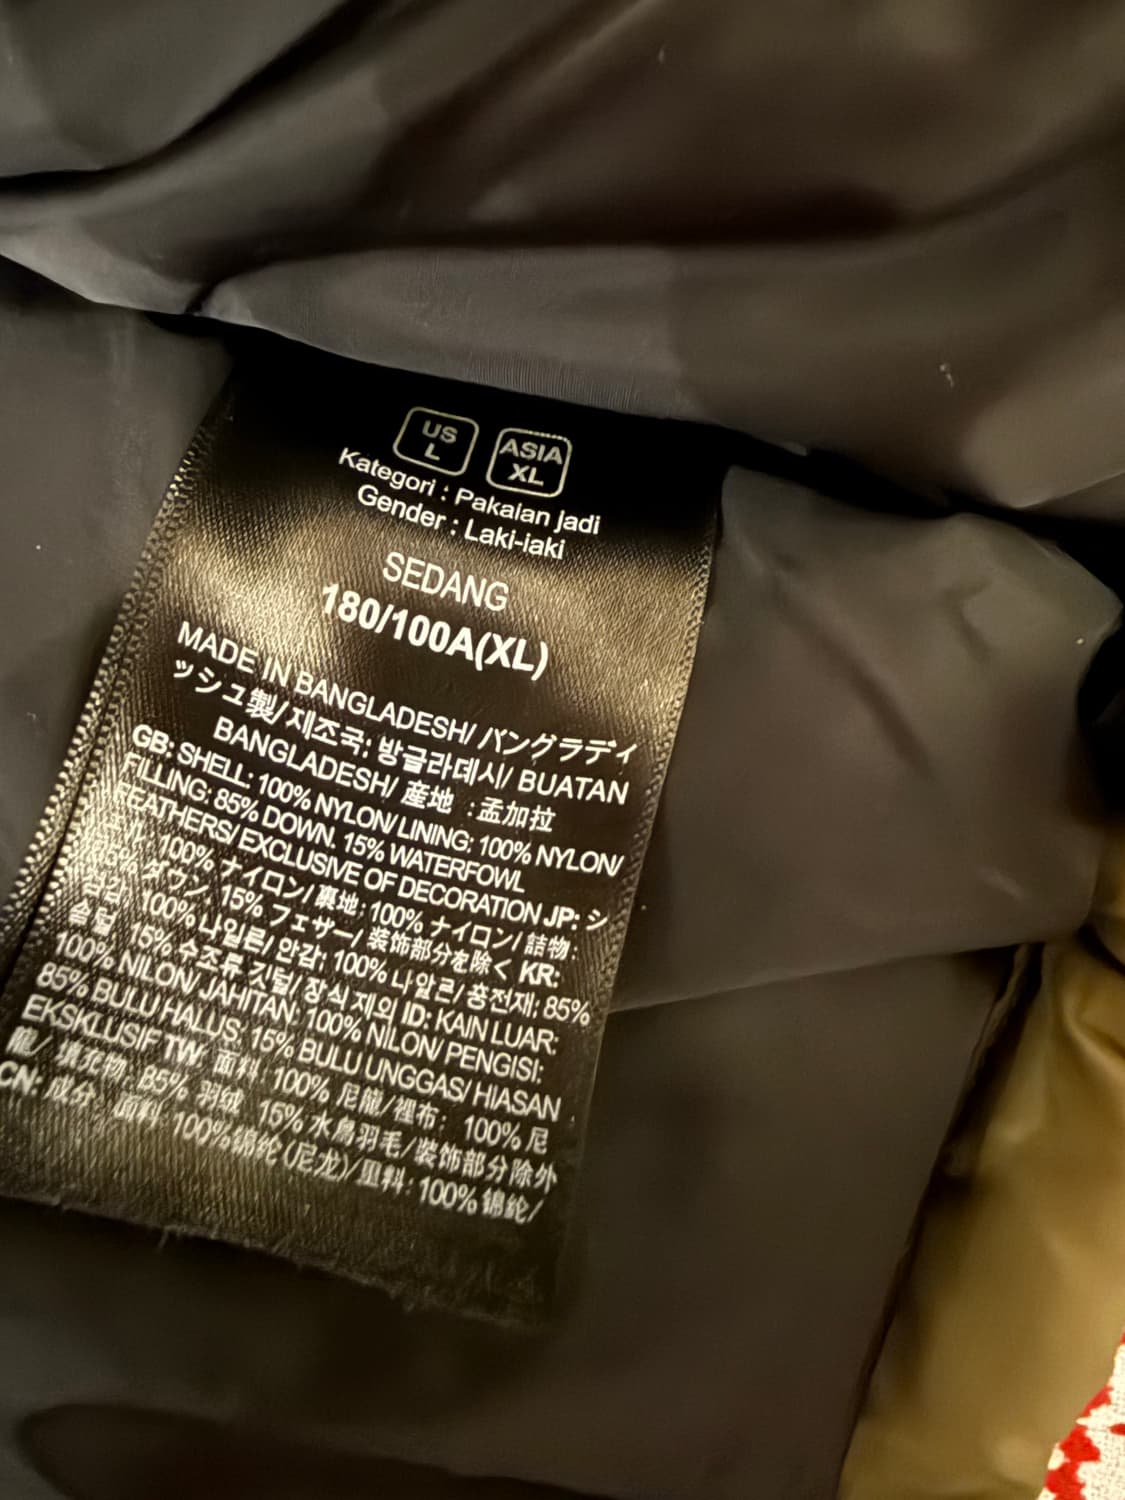 US
L
ASIA
XL
Kategori : Pakaian jadi
Gender : Laki-iaki
SEDANG
180/100A(XL)
MADE IN BANGLADESH/ バングラディ
ッシュ製/제조국: 방글라데시/ BUATAN
BANGLADESH/ 産地 :孟加拉
GB: SHELL: 100% NYLON/ LINING: 100% NYLON/
FILLING: 85% DOWN. 15% WATERFOWL
FEATHERS/ EXCLUSIVE OF DECORATION JP: シ
100% ナイロン/ 裏地: 100% ナイロン/ 詰物:
85% ダウン, 15% フェザー/ 装飾部分を除く KR:
겉감: 100% 나일론/ 안감: 100% 나일론/ 충전재: 85%
솜털, 15% 수조류 깃털/ 장식제외 ID: KAIN LUAR:
100% NILON/ JAHITAN: 100% NILON/ PENGISI:
85% BULU HALUS, 15% BULU UNGGAS/ HIASAN
EKSKLUSIF TW: 面料: 100% 尼龍/裡布: 100% 尼
龍/ 填充物: 85% 羽絨, 15% 水鳥羽毛/裝飾部分除外
CN: 成分: 面料: 100% 锦纶(尼龙)/里料: 100% 锦纶/